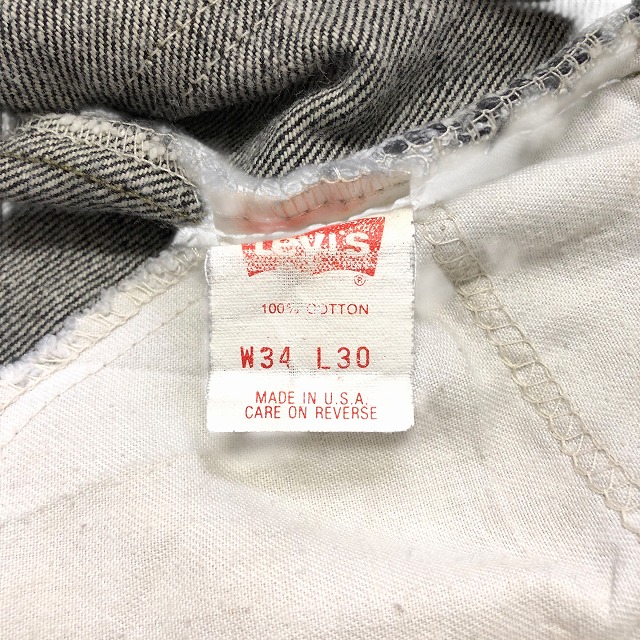 LEVI'S
®
100% COTTON
W34 L30
MADE IN U.S.A.
CARE ON REVERSE